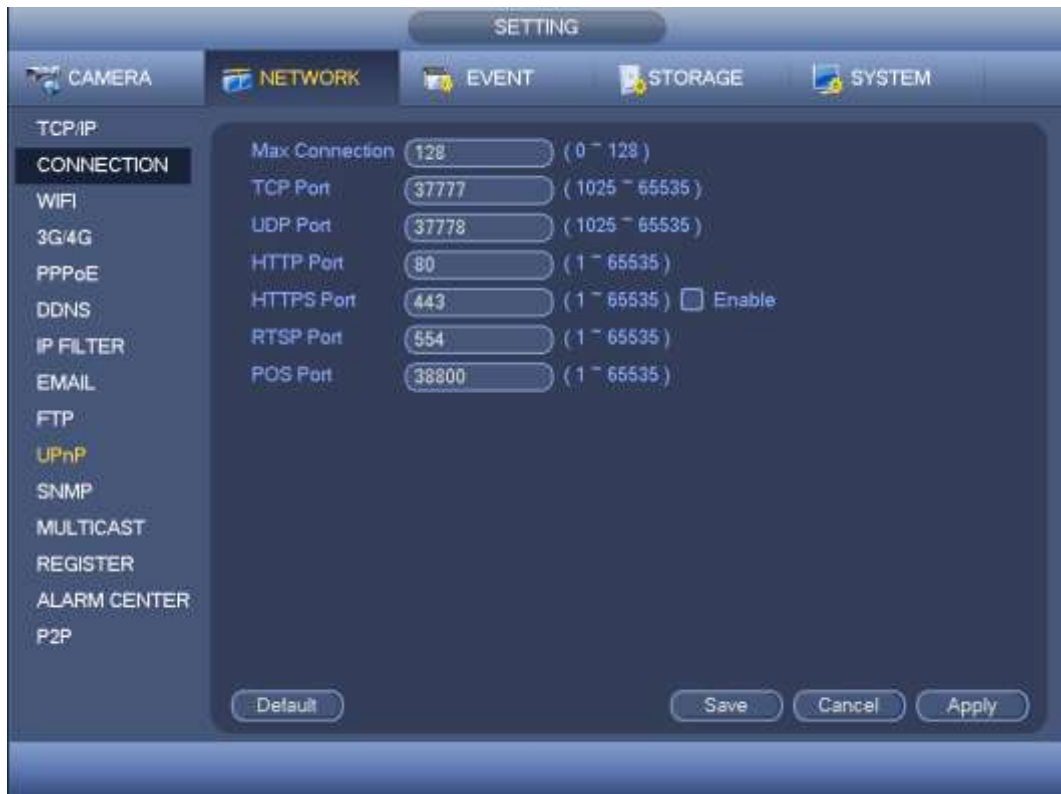 SETTING
CAMERA NETWORK EVENT STORAGE SYSTEM
TCP/IP
CONNECTION
WIFI
3G/4G
PPPoE
DDNS
IP FILTER
EMAIL
FTP
UPnP
SNMP
MULTICAST
REGISTER
ALARM CENTER
P2P
Max Connection 128 ( 0 ~ 128 )
TCP Port 37777 ( 1025 ~ 65535 )
UDP Port 37778 ( 1025 ~ 65535 )
HTTP Port 80 ( 1 ~ 65535 )
HTTPS Port 443 ( 1 ~ 65535 ) Enable
RTSP Port 554 ( 1 ~ 65535 )
POS Port 38800 ( 1 ~ 65535 )
Default Save Cancel Apply